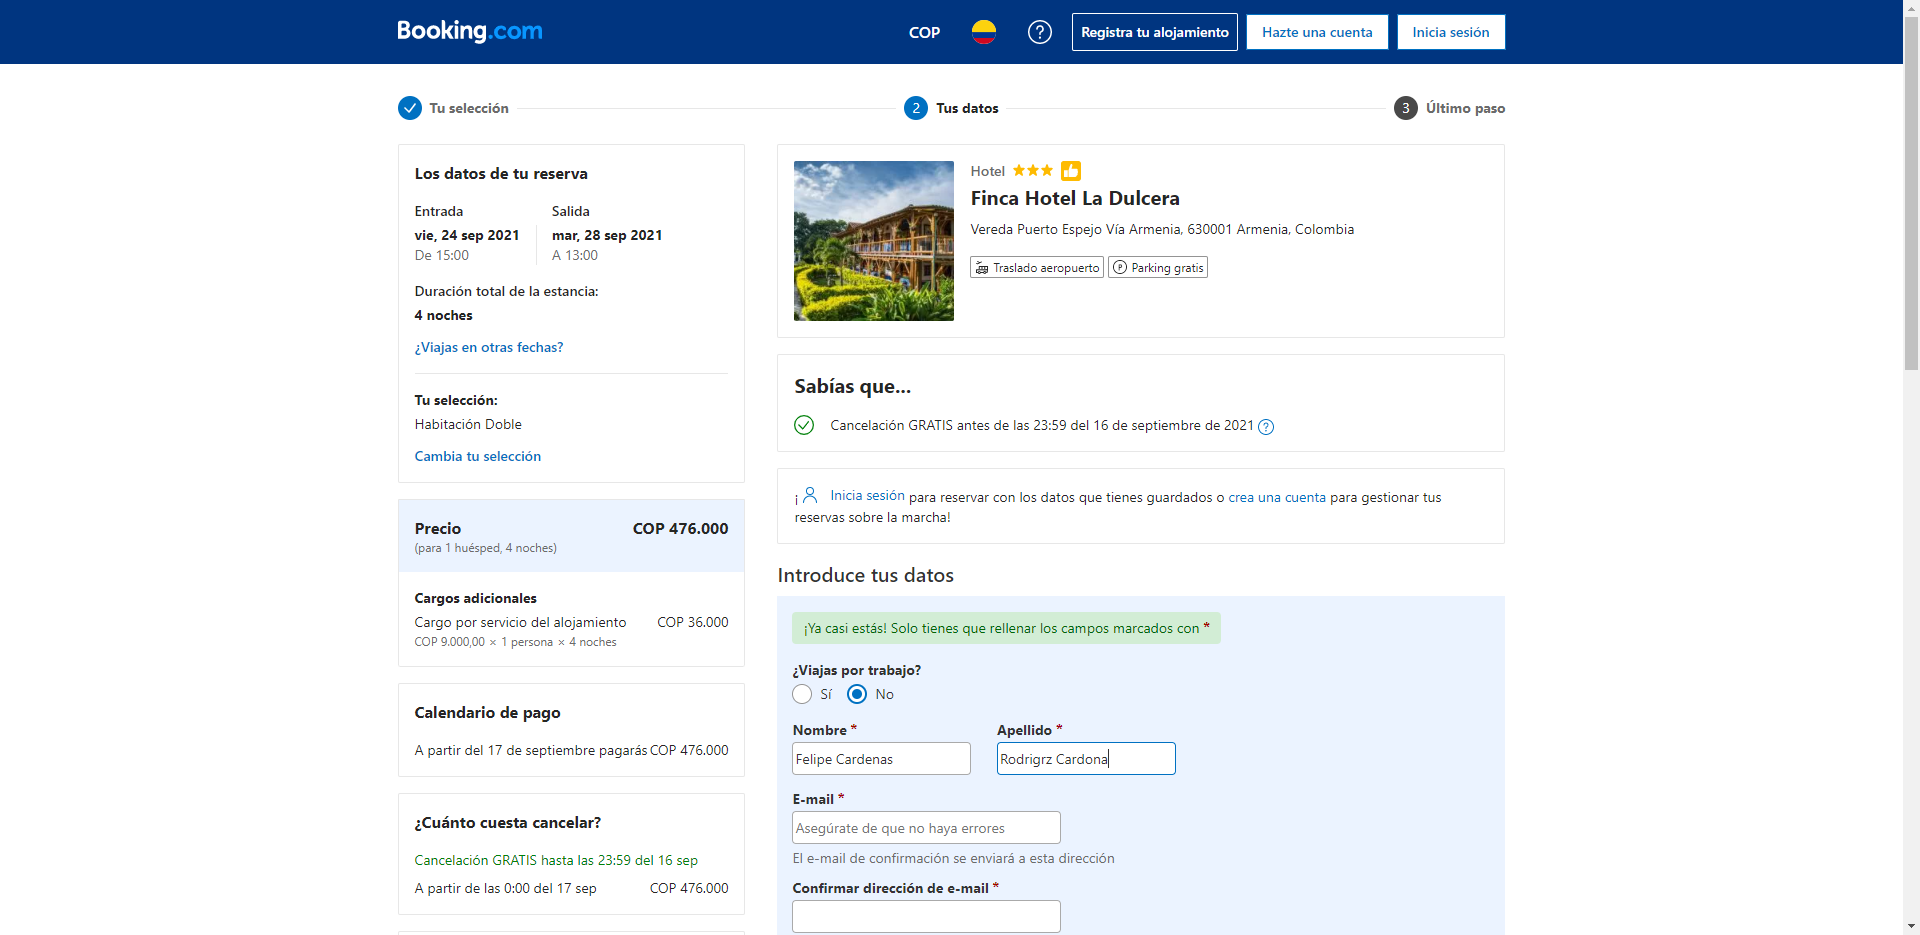 Booking.com
COP
Registra tu alojamiento
Hazte una cuenta
Inicia sesión
Tu selección
2 Tus datos
3 Último paso
Los datos de tu reserva
Entrada
Salida
vie, 24 sep 2021
mar, 28 sep 2021
De 15:00
A 13:00
Duración total de la estancia:
4 noches
¿Viajas en otras fechas?
Tu selección:
Habitación Doble
Cambia tu selección
Precio COP 476.000
(para 1 huésped, 4 noches)
Cargos adicionales
Cargo por servicio del alojamiento COP 36.000
COP 9.000,00 × 1 persona × 4 noches
Calendario de pago
A partir del 17 de septiembre pagarás COP 476.000
¿Cuánto cuesta cancelar?
Cancelación GRATIS hasta las 23:59 del 16 sep
A partir de las 0:00 del 17 sep COP 476.000
Hotel
Finca Hotel La Dulcera
Vereda Puerto Espejo Vía Armenia, 630001 Armenia, Colombia
Traslado aeropuerto
Parking gratis
Sabías que...
Cancelación GRATIS antes de las 23:59 del 16 de septiembre de 2021
¡ Inicia sesión para reservar con los datos que tienes guardados o crea una cuenta para gestionar tus
reservas sobre la marcha!
Introduce tus datos
¡Ya casi estás! Solo tienes que rellenar los campos marcados con *
¿Viajas por trabajo?
Sí No
Nombre *
Apellido *
Felipe Cardenas
Rodrigrz Cardona
E-mail *
Asegúrate de que no haya errores
El e-mail de confirmación se enviará a esta dirección
Confirmar dirección de e-mail *